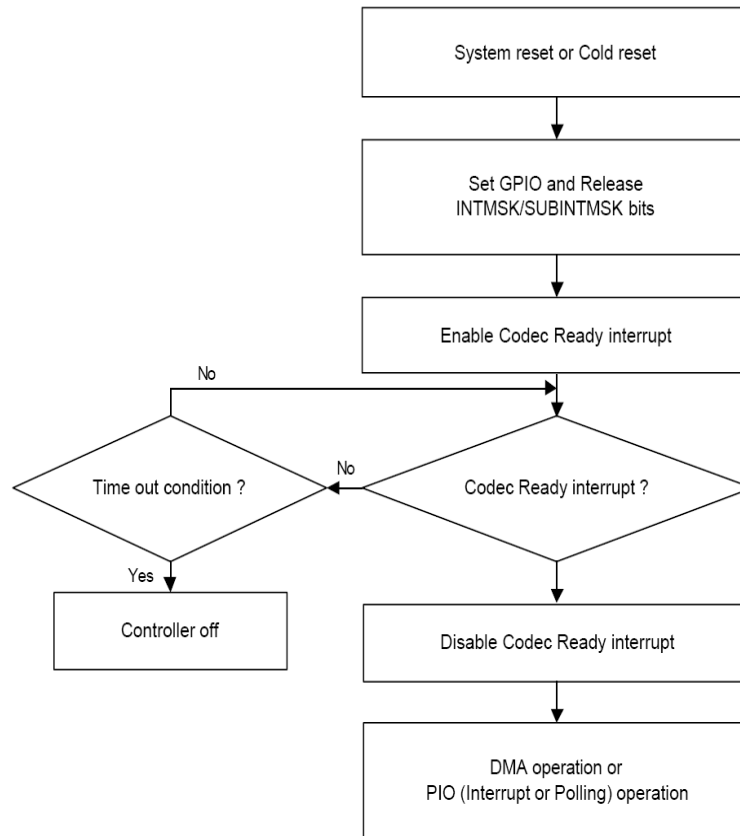 System reset or Cold reset
Set GPIO and Release
INTMSK/SUBINTMSK bits
Enable Codec Ready interrupt
No
Time out condition ?
No
Codec Ready interrupt ?
Yes
Controller off
Disable Codec Ready interrupt
DMA operation or
PIO (Interrupt or Polling) operation